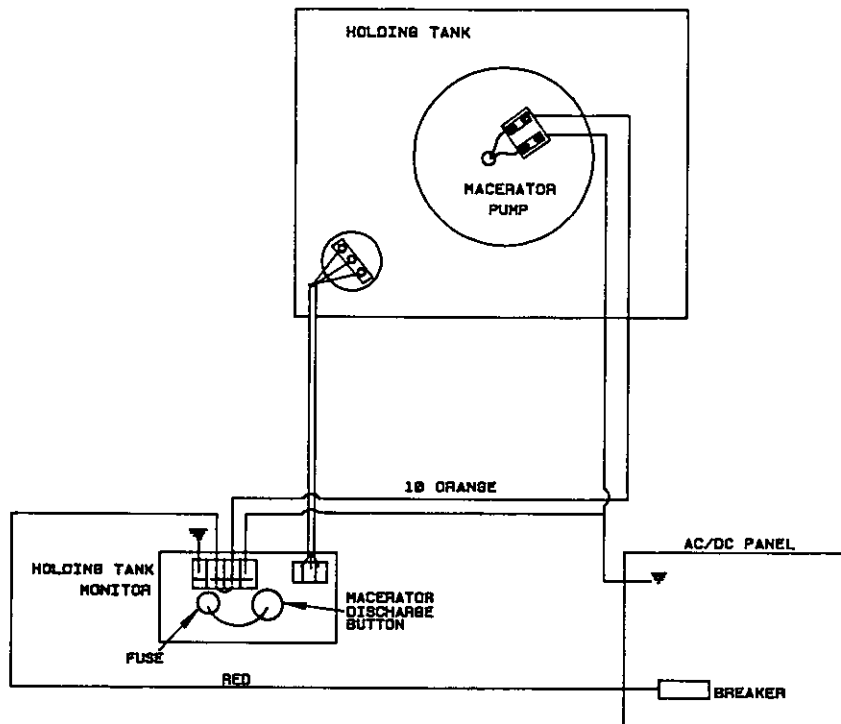 HOLDING TANK
MACERATOR
PUMP
10 ORANGE
AC/DC PANEL
HOLDING TANK
MONITOR
MACERATOR
DISCHARGE
BUTTON
FUSE
RED
BREAKER